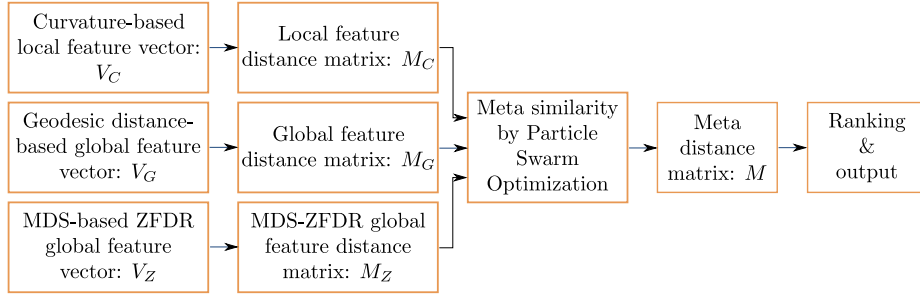 Curvature-based
local feature vector:
V_C
Local feature
distance matrix: M_C
Geodesic distance-
based global feature
vector: V_G
Global feature
distance matrix: M_G
MDS-based ZFDR
global feature
vector: V_Z
MDS-ZFDR global
feature distance
matrix: M_Z
Meta similarity
by Particle
Swarm
Optimization
Meta
distance
matrix: M
Ranking
&
output